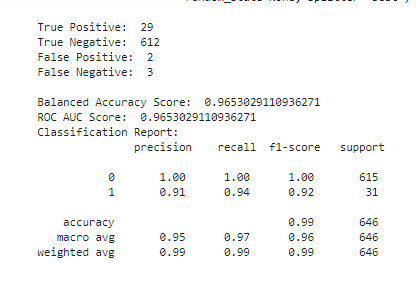 True Positive:  29
True Negative:  612
False Positive:  2
False Negative:  3
Balanced Accuracy Score:  0.9653029110936271
ROC AUC Score:  0.9653029110936271
Classification Report:
precision    recall  f1-score   support
0       1.00      1.00      1.00       615
1       0.91      0.94      0.92        31
accuracy                           0.99       646
macro avg       0.95      0.97      0.96       646
weighted avg       0.99      0.99      0.99       646